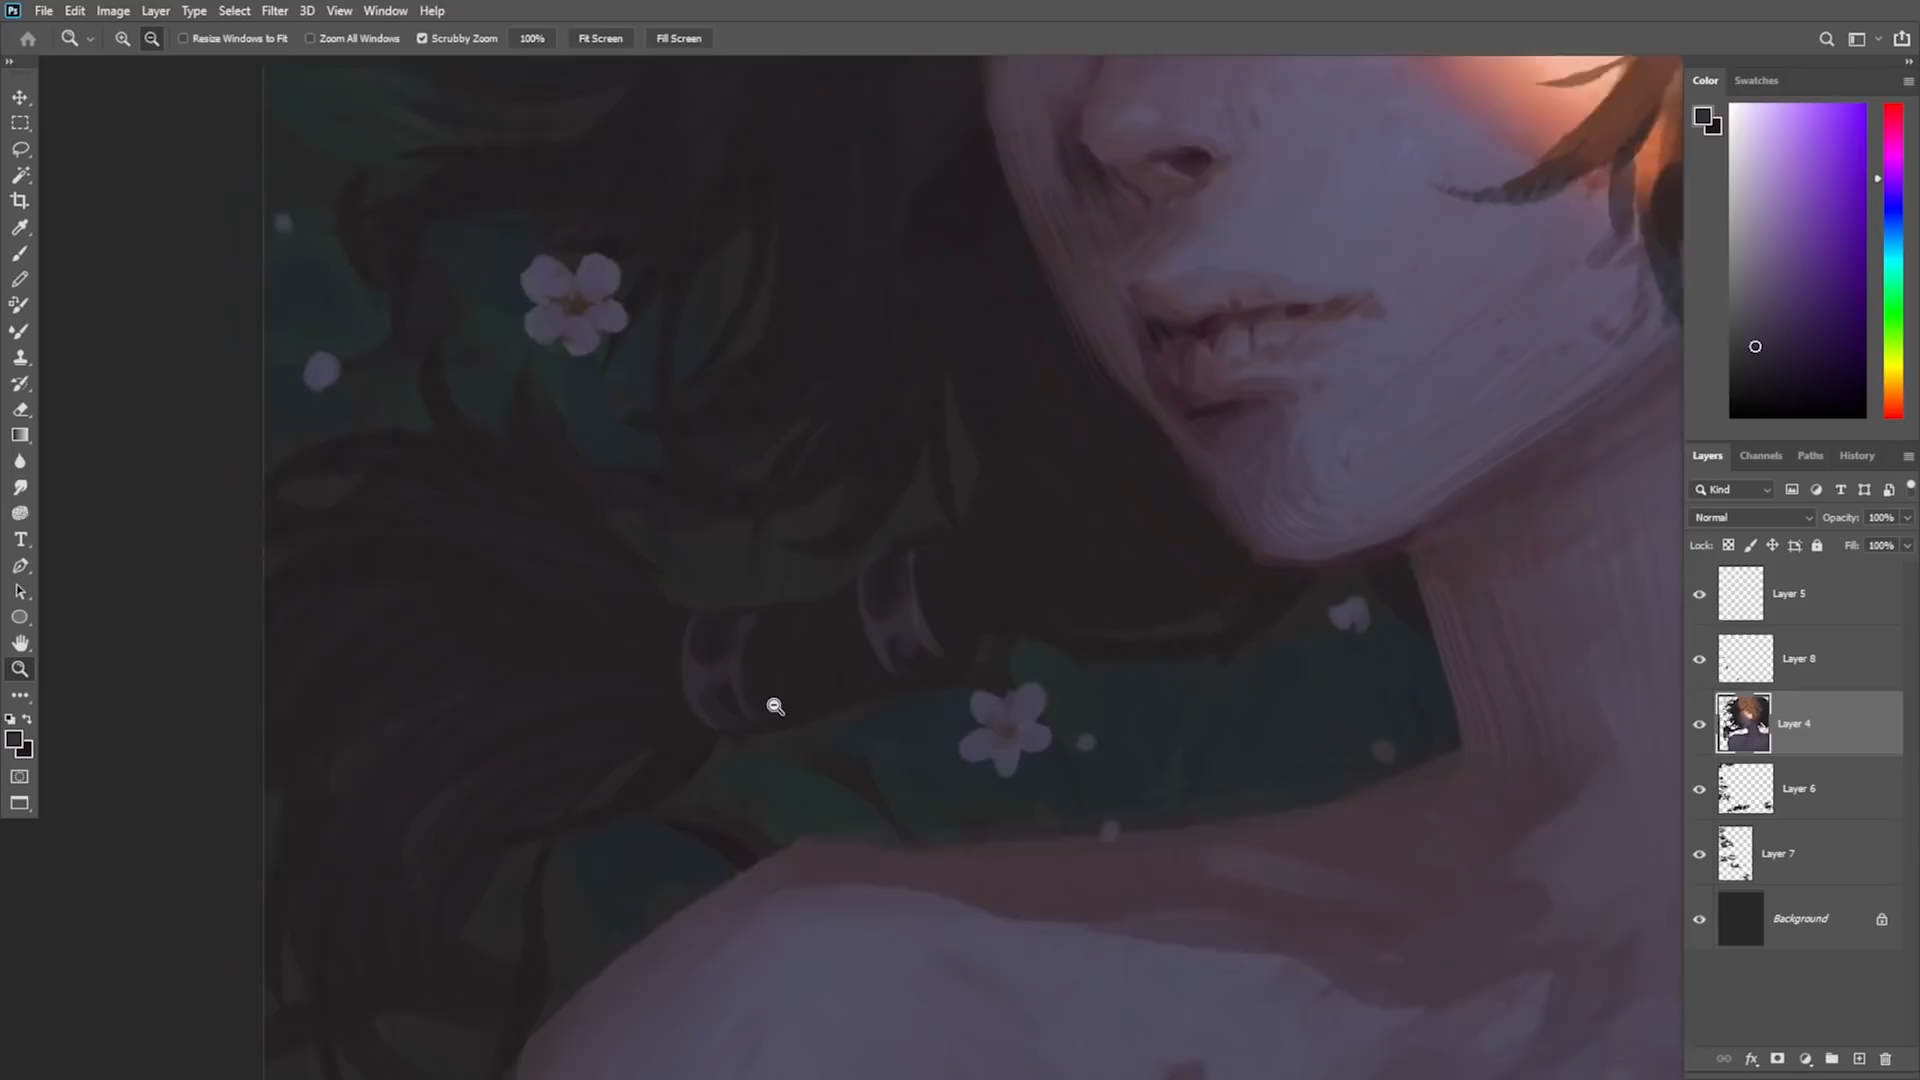 Ps File Edit Image Layer Type Select Filter 3D View Window Help
Resize Windows to Fit Zoom All Windows Scrubby Zoom 100% Fit Screen Fill Screen
Color Swatches
Layers Channels Paths History
Kind
Normal Opacity: 100%
Lock: Fill: 100%
Layer 5
Layer 8
Layer 4
Layer 6
Layer 7
Background